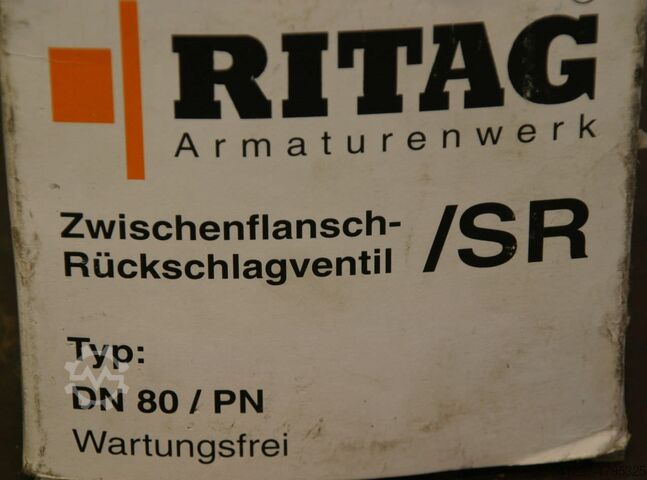 RITAG
Armaturenwerk
Zwischenflansch-
Rückschlagventil /SR
Typ:
DN 80 / PN
Wartungsfrei